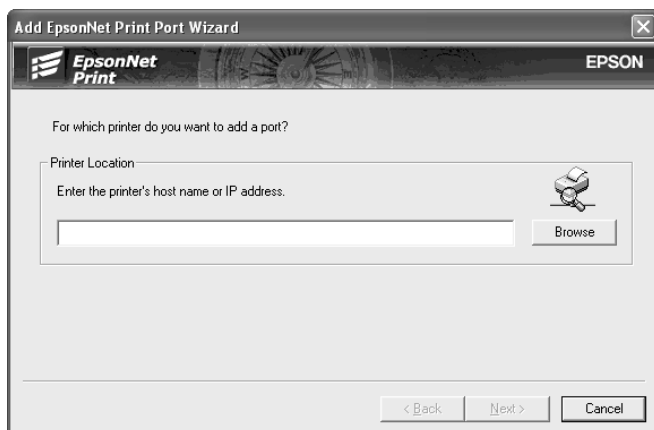 Add EpsonNet Print Port Wizard
EpsonNet
Print
EPSON
For which printer do you want to add a port?
Printer Location
Enter the printer's host name or IP address.
Browse
< Back
Next >
Cancel